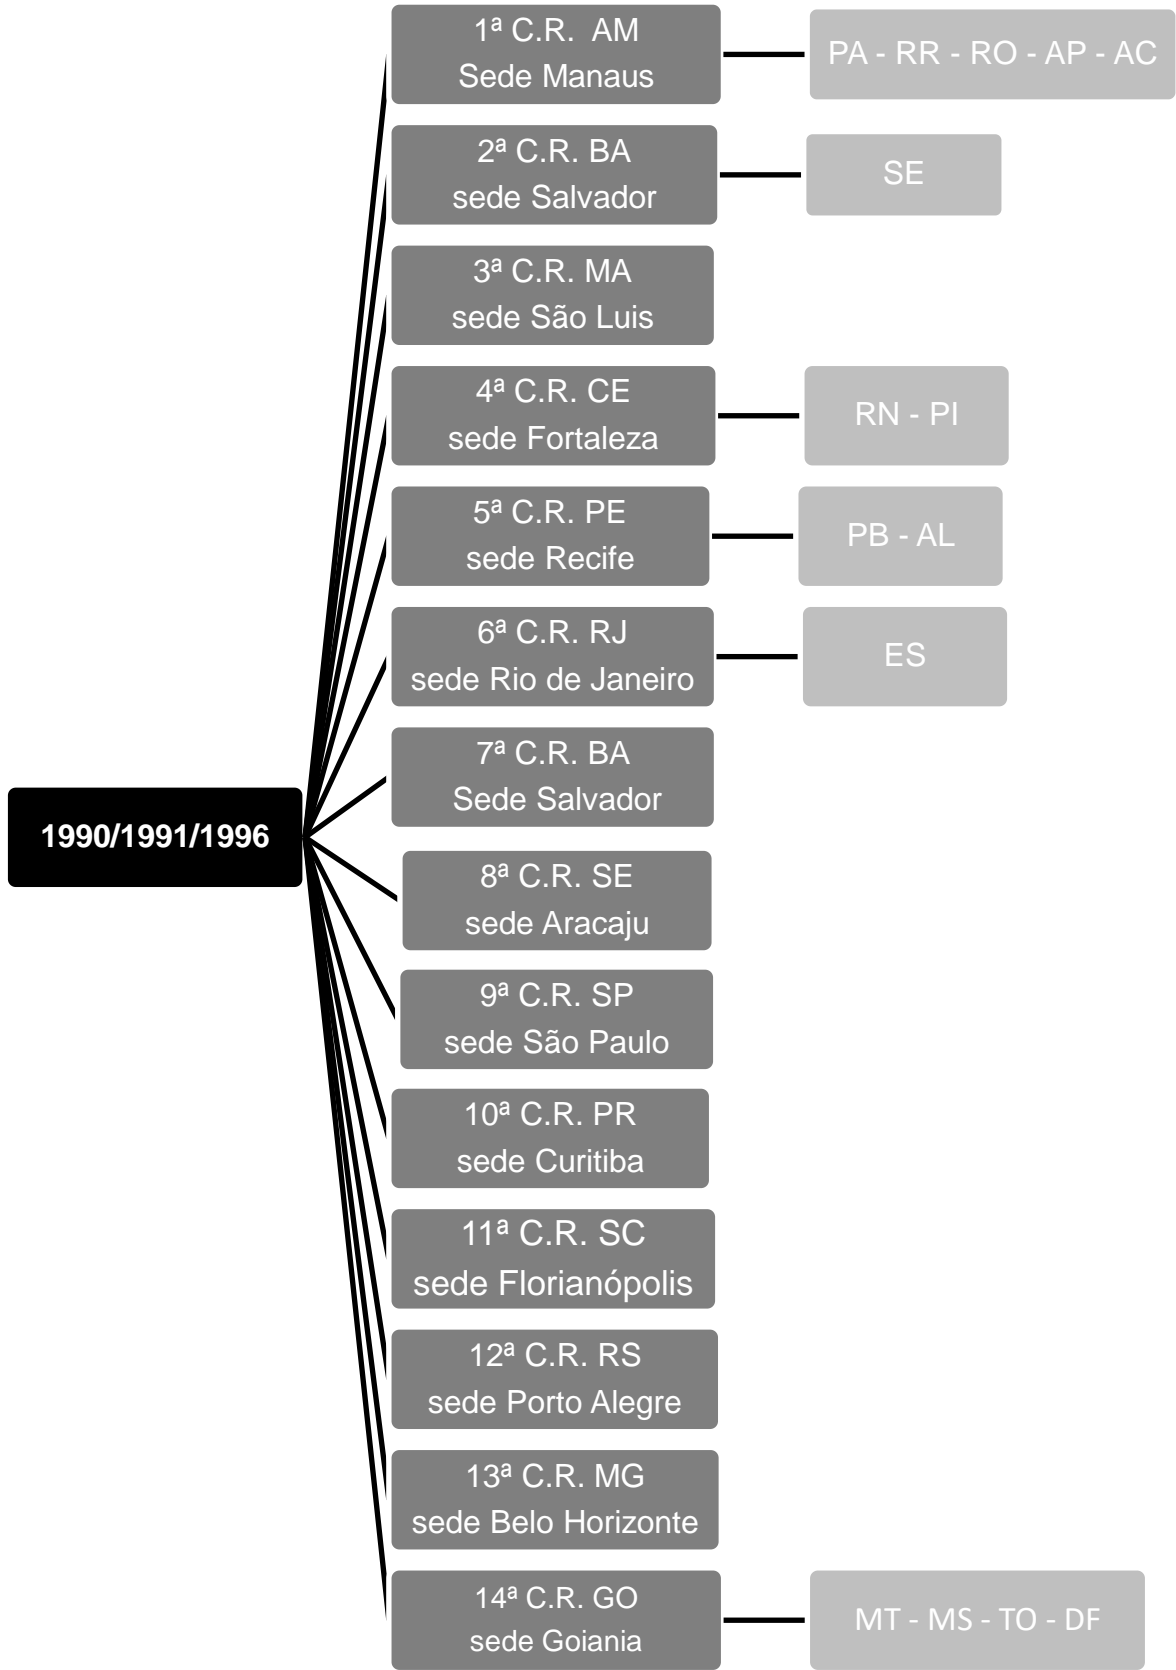 1ª C.R. AM
Sede Manaus
PA - RR - RO - AP - AC
2ª C.R. BA
sede Salvador
SE
3ª C.R. MA
sede São Luis
4ª C.R. CE
sede Fortaleza
RN - PI
5ª C.R. PE
sede Recife
PB - AL
6ª C.R. RJ
sede Rio de Janeiro
ES
7ª C.R. BA
Sede Salvador
1990/1991/1996
8ª C.R. SE
sede Aracaju
9ª C.R. SP
sede São Paulo
10ª C.R. PR
sede Curitiba
11ª C.R. SC
sede Florianópolis
12ª C.R. RS
sede Porto Alegre
13ª C.R. MG
sede Belo Horizonte
14ª C.R. GO
sede Goiania
MT - MS - TO - DF